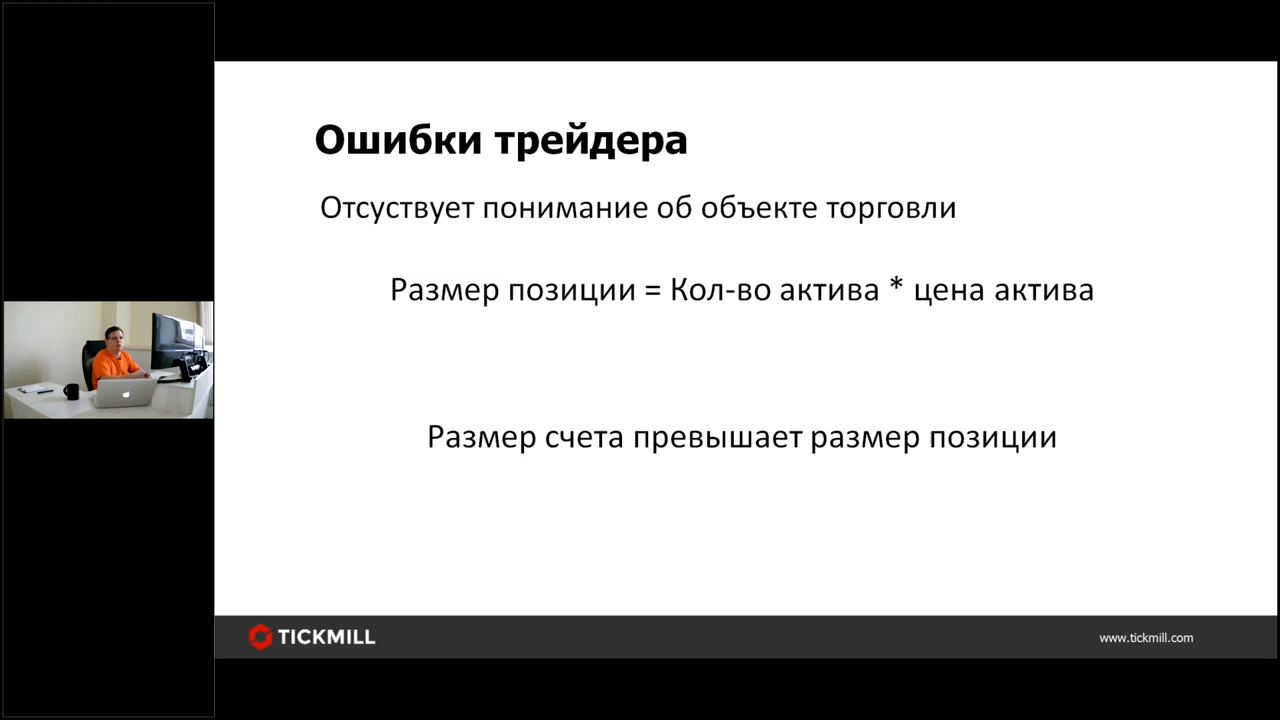 Ошибки трейдера
Отсуствует понимание об объекте торговли
Размер позиции = Кол-во актива * цена актива
Размер счета превышает размер позиции
TICKMILL
www.tickmill.com